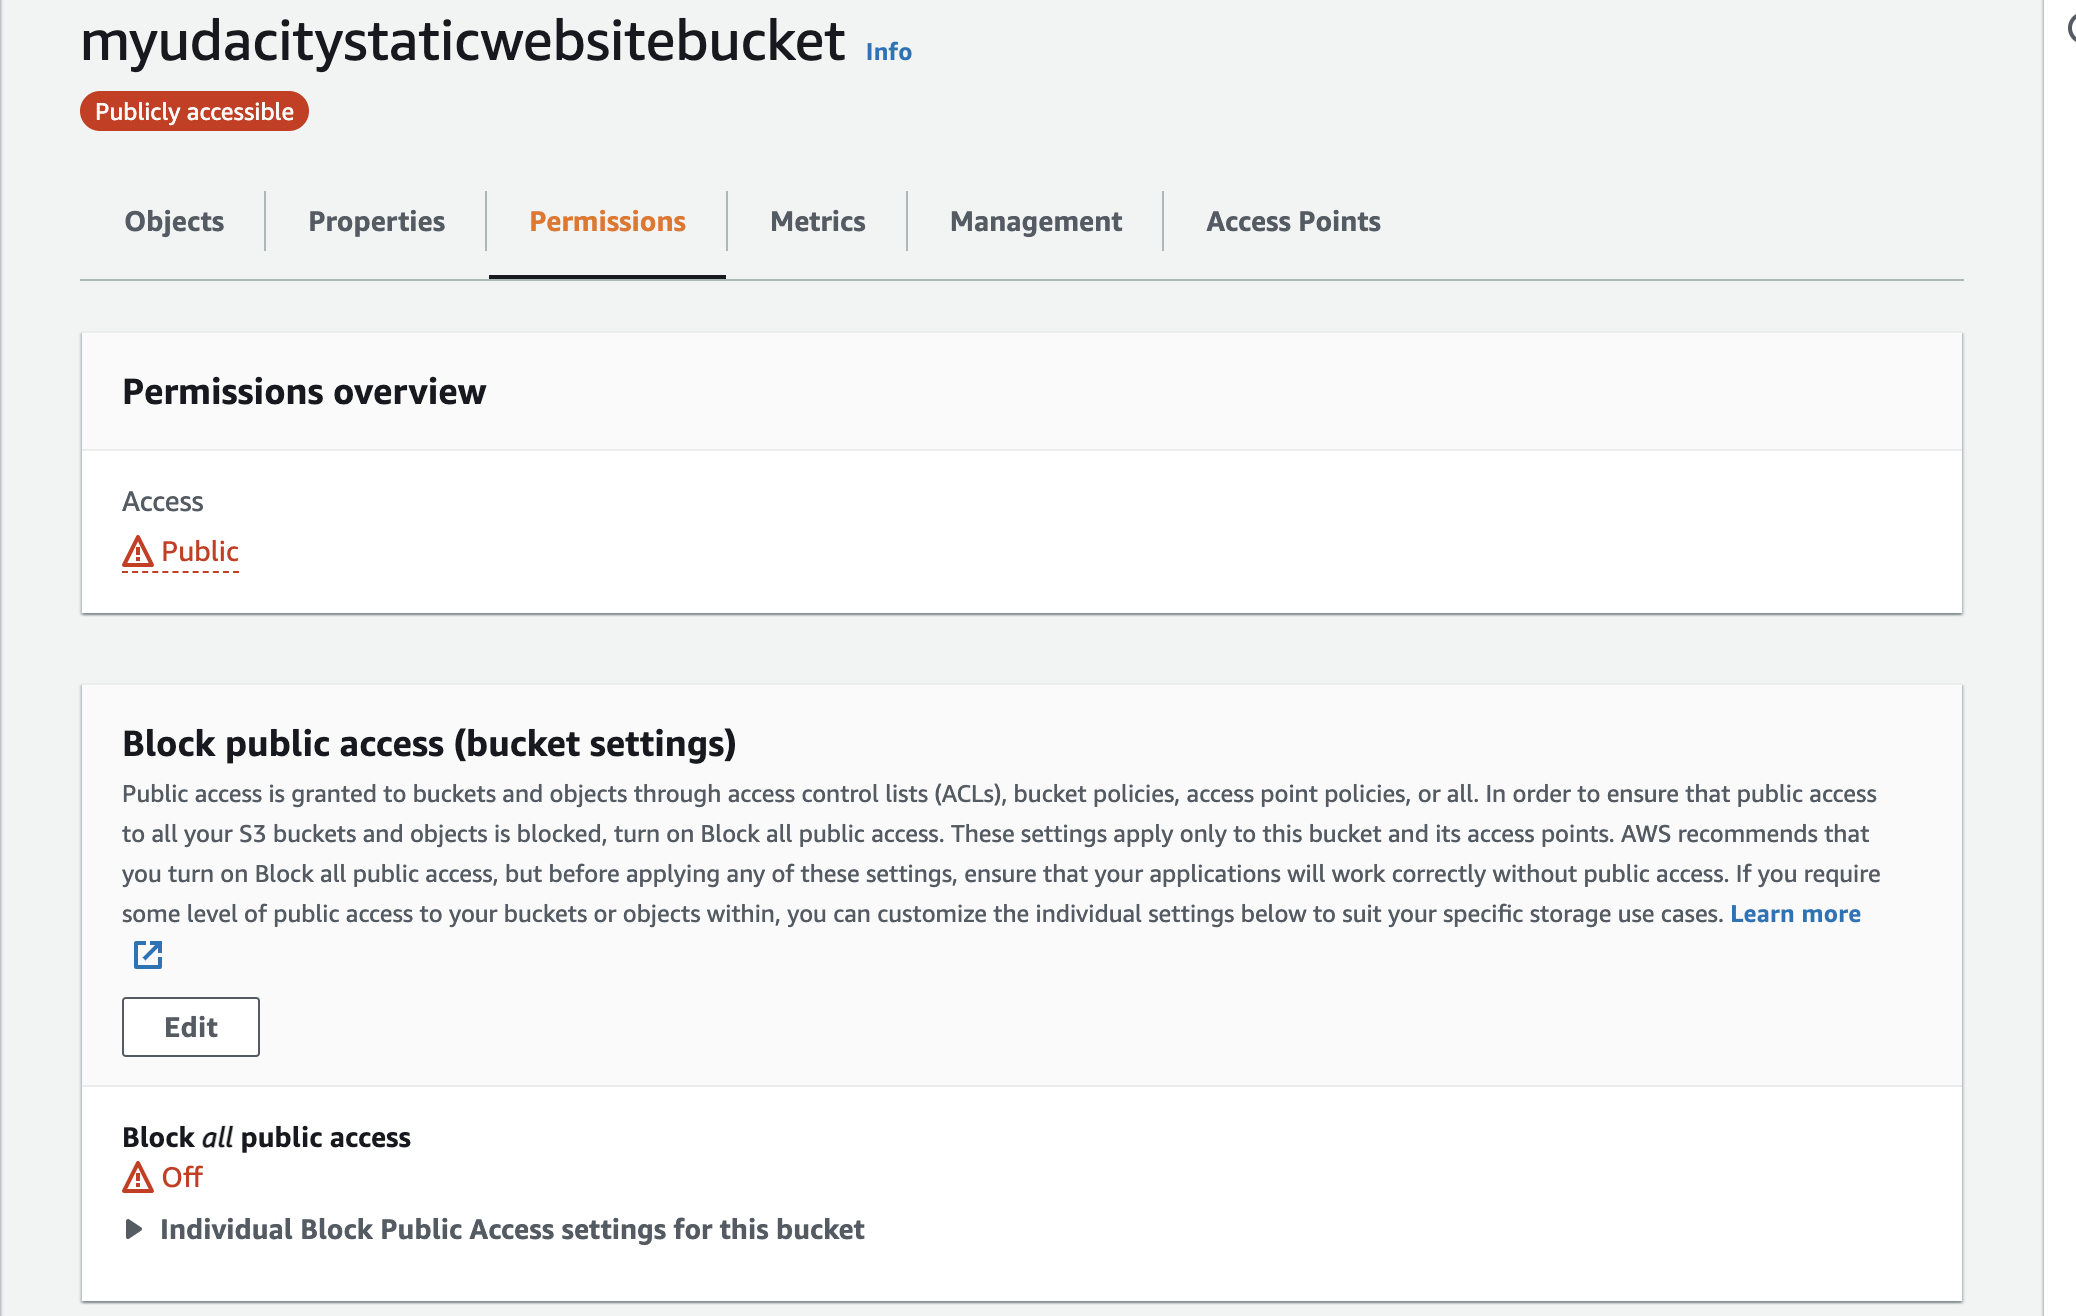 myudacitystaticwebsitebucket Info
Publicly accessible
Objects Properties Permissions Metrics Management Access Points
Permissions overview
Access
Public
Block public access (bucket settings)
Public access is granted to buckets and objects through access control lists (ACLs), bucket policies, access point policies, or all. In order to ensure that public access
to all your S3 buckets and objects is blocked, turn on Block all public access. These settings apply only to this bucket and its access points. AWS recommends that
you turn on Block all public access, but before applying any of these settings, ensure that your applications will work correctly without public access. If you require
some level of public access to your buckets or objects within, you can customize the individual settings below to suit your specific storage use cases. Learn more
Edit
Block all public access
Off
Individual Block Public Access settings for this bucket